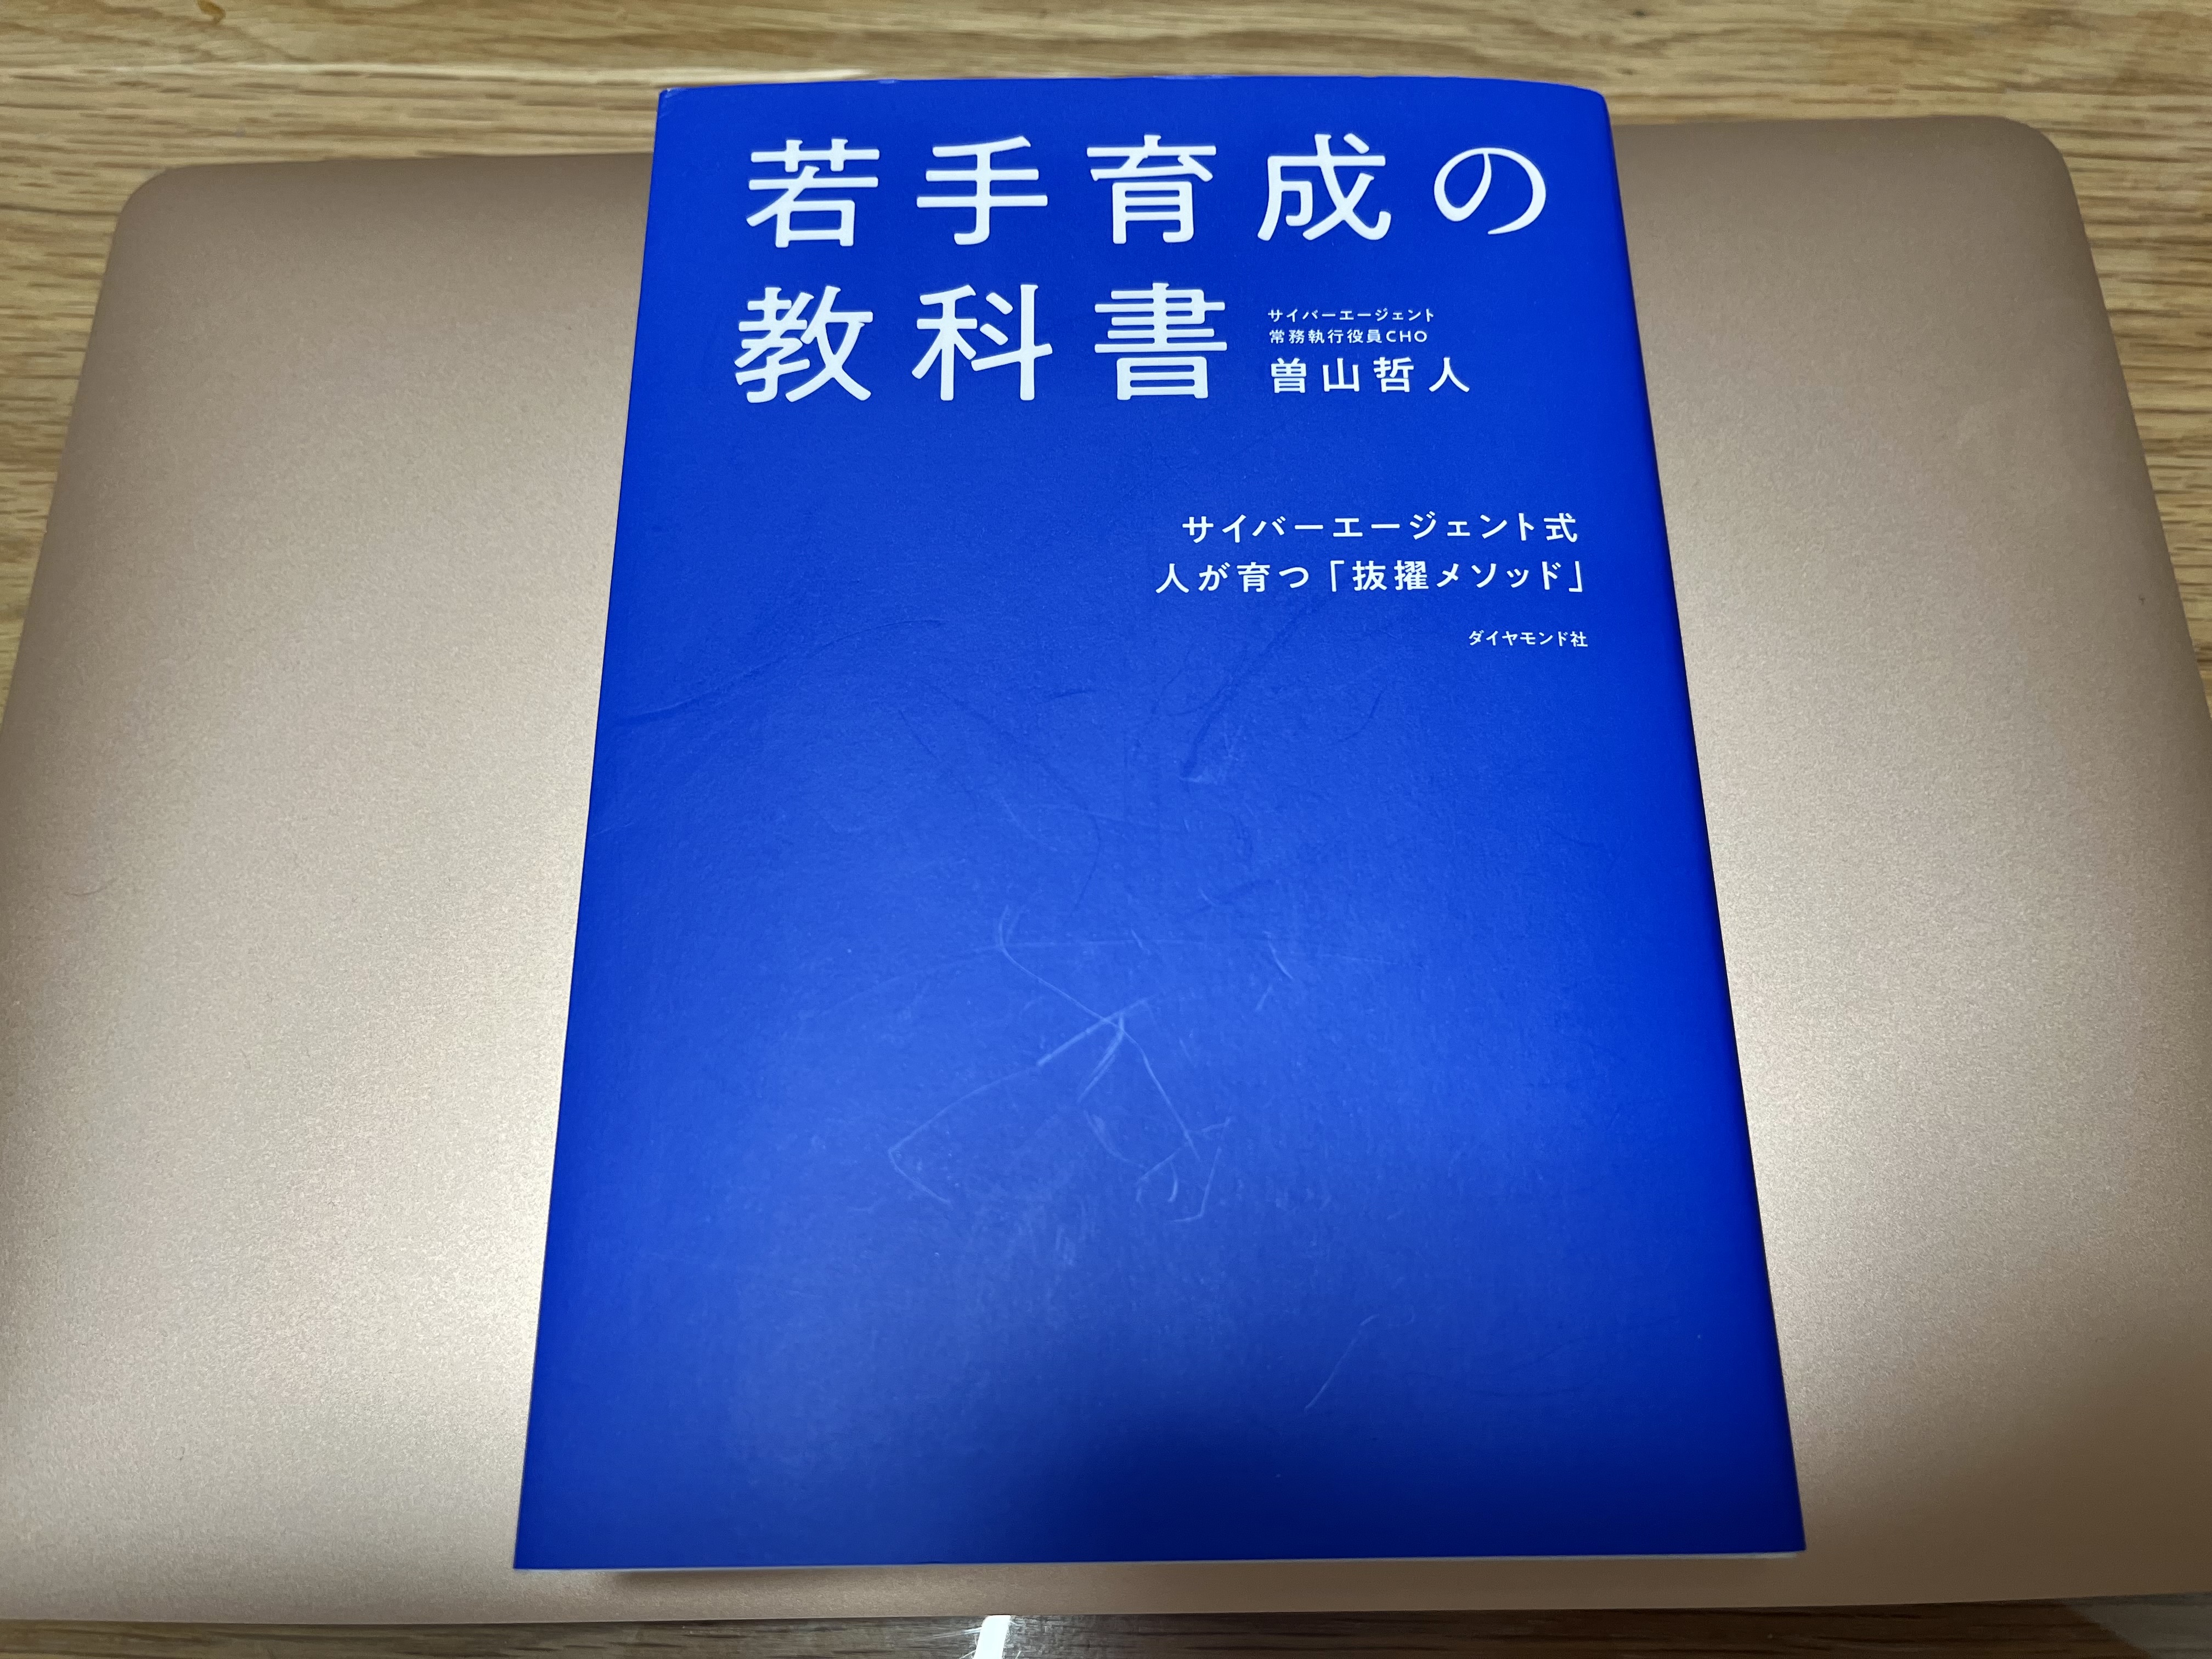 若手育成の
教科書
サイバーエージェント
常務執行役員CHO
曽山哲人
サイバーエージェント式
人が育つ「抜擢メソッド」
ダイヤモンド社